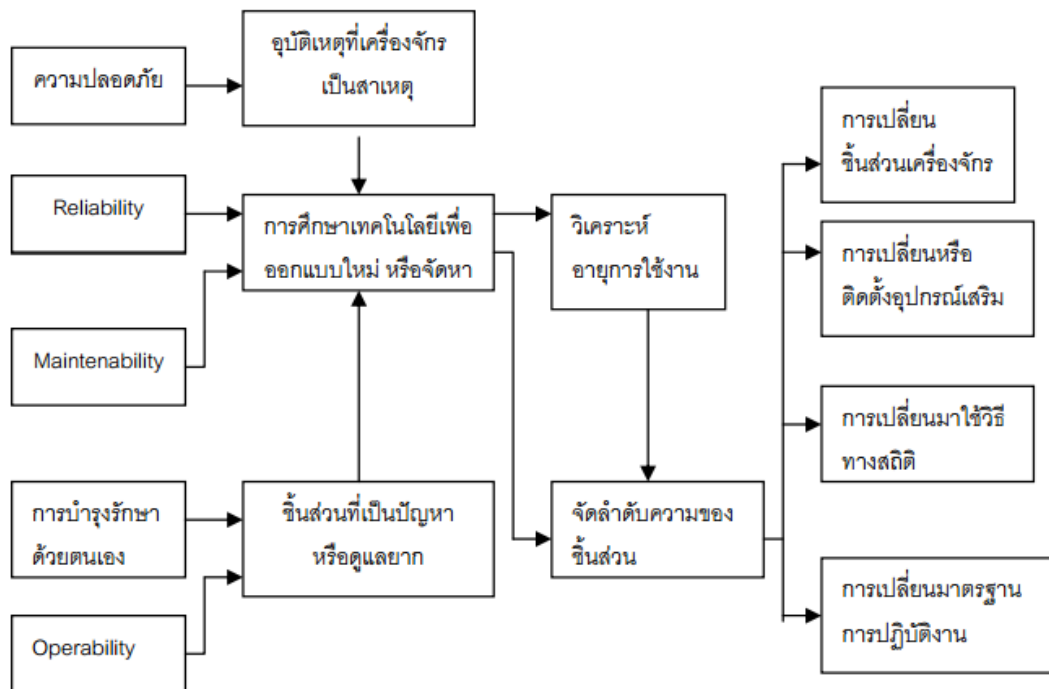 ความปลอดภัย
อุบัติเหตุที่เครื่องจักร
เป็นสาเหตุ
Reliability
Maintenability
การศึกษาเทคโนโลยีเพื่อ
ออกแบบใหม่ หรือจัดหา
วิเคราะห์
อายุการใช้งาน
การบำรุงรักษา
ด้วยตนเอง
Operability
ชิ้นส่วนที่เป็นปัญหา
หรือดูแลยาก
จัดลำดับความของ
ชิ้นส่วน
การเปลี่ยน
ชิ้นส่วนเครื่องจักร
การเปลี่ยนหรือ
ติดตั้งอุปกรณ์เสริม
การเปลี่ยนมาใช้วิธี
ทางสถิติ
การเปลี่ยนมาตรฐาน
การปฏิบัติงาน